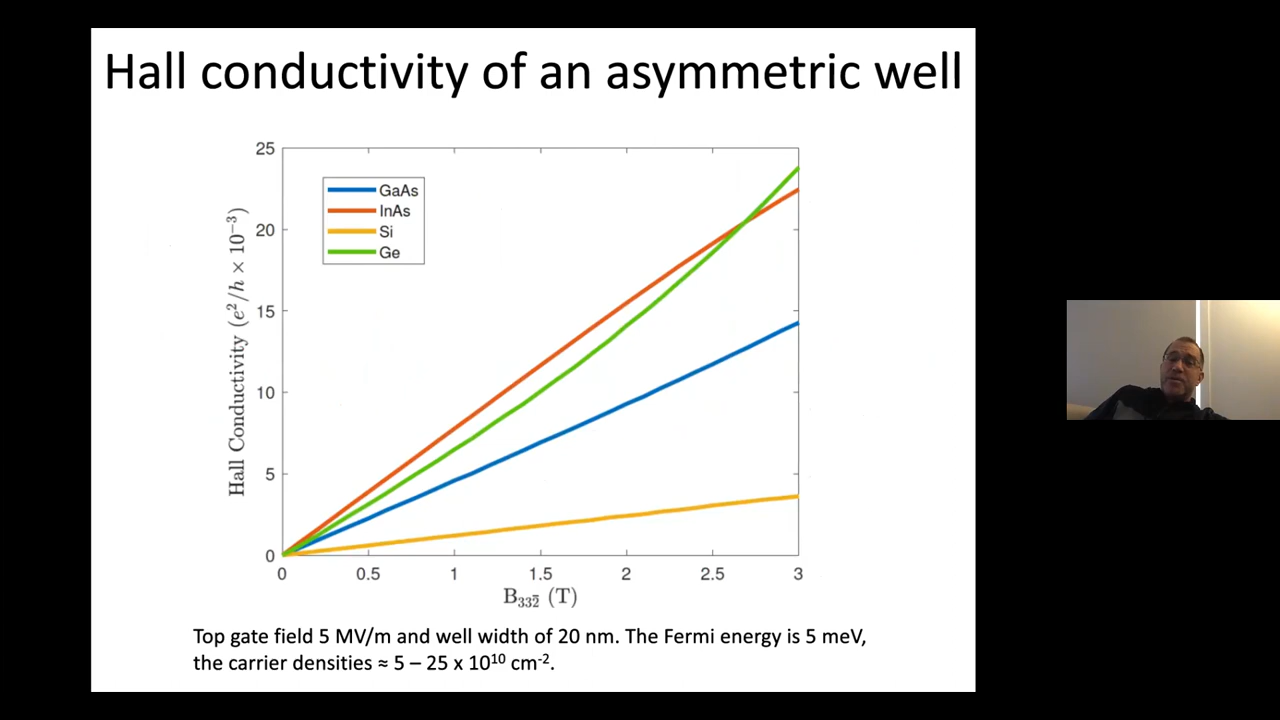 Hall conductivity of an asymmetric well
25
20
15
10
5
0
Hall Conductivity (e²/h × 10⁻³)
GaAs
InAs
Si
Ge
0 0.5 1 1.5 2 2.5 3
B₃₃₂̅ (T)
Top gate field 5 MV/m and well width of 20 nm. The Fermi energy is 5 meV,
the carrier densities ≈ 5 – 25 x 10¹⁰ cm⁻².